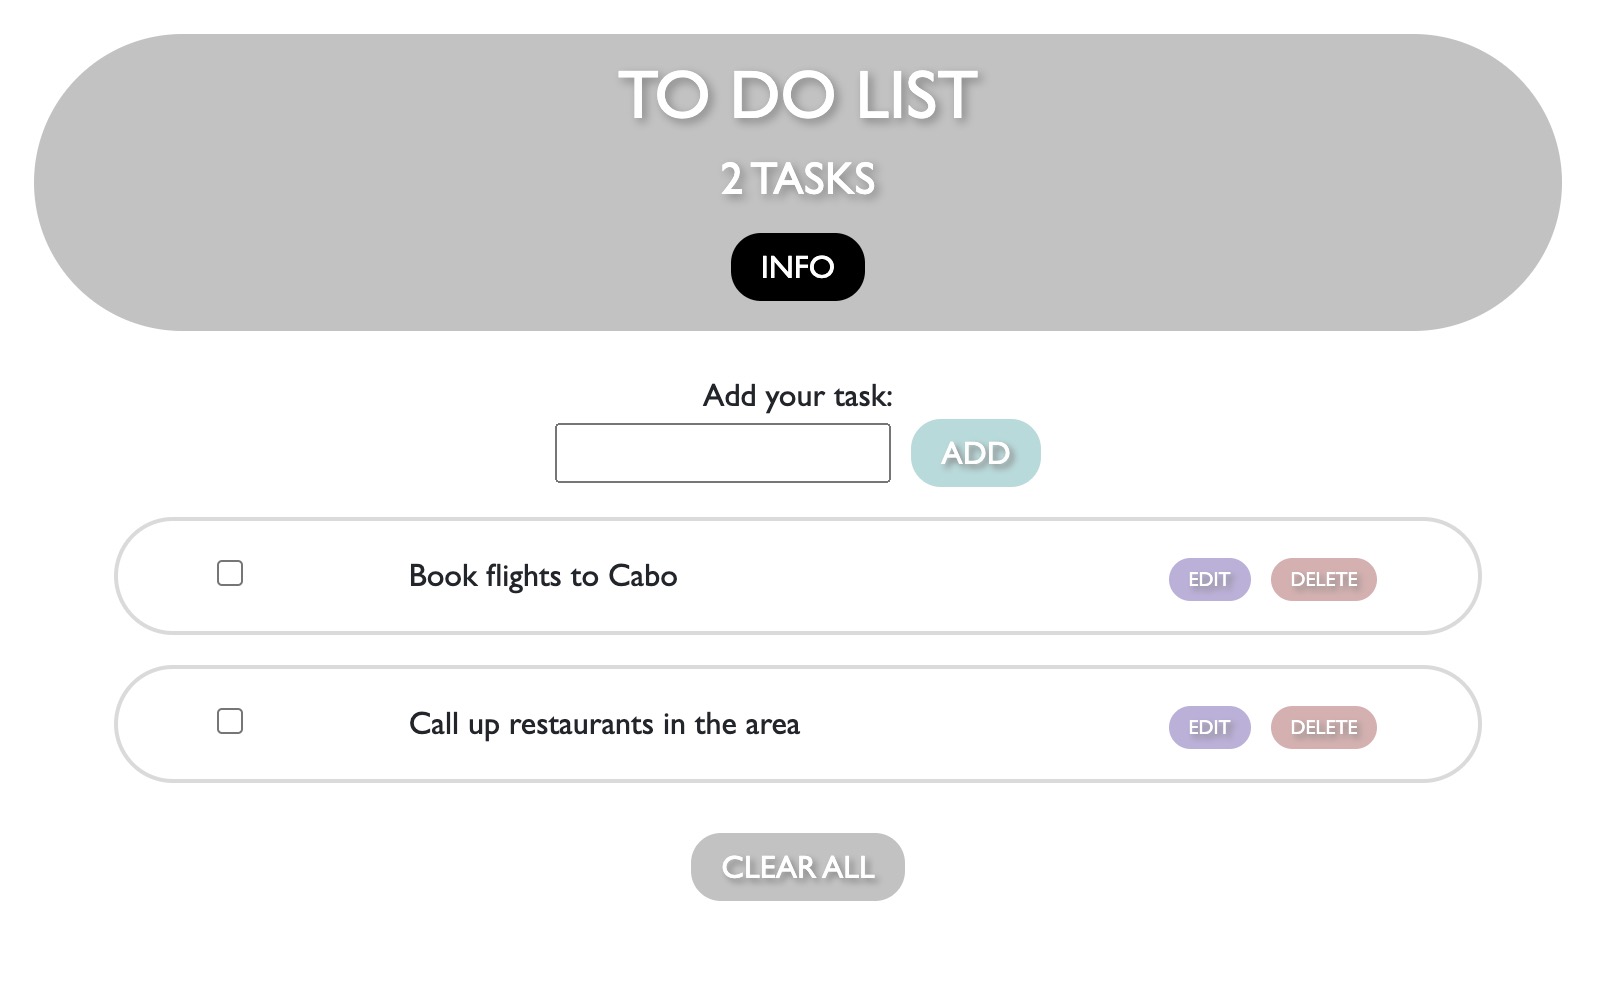 TO DO LIST
2 TASKS
INFO
Add your task:
ADD
Book flights to Cabo
EDIT DELETE
Call up restaurants in the area
EDIT DELETE
CLEAR ALL